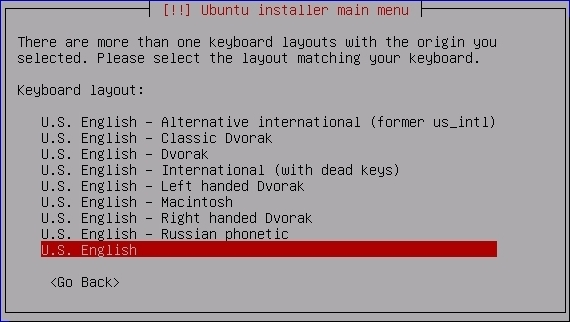 [!!] Ubuntu installer main menu
There are more than one keyboard layouts with the origin you
selected. Please select the layout matching your keyboard.
Keyboard layout:
U.S. English - Alternative international (former us_intl)
U.S. English - Classic Dvorak
U.S. English - Dvorak
U.S. English - International (with dead keys)
U.S. English - Left handed Dvorak
U.S. English - Macintosh
U.S. English - Right handed Dvorak
U.S. English - Russian phonetic
U.S. English
<Go Back>